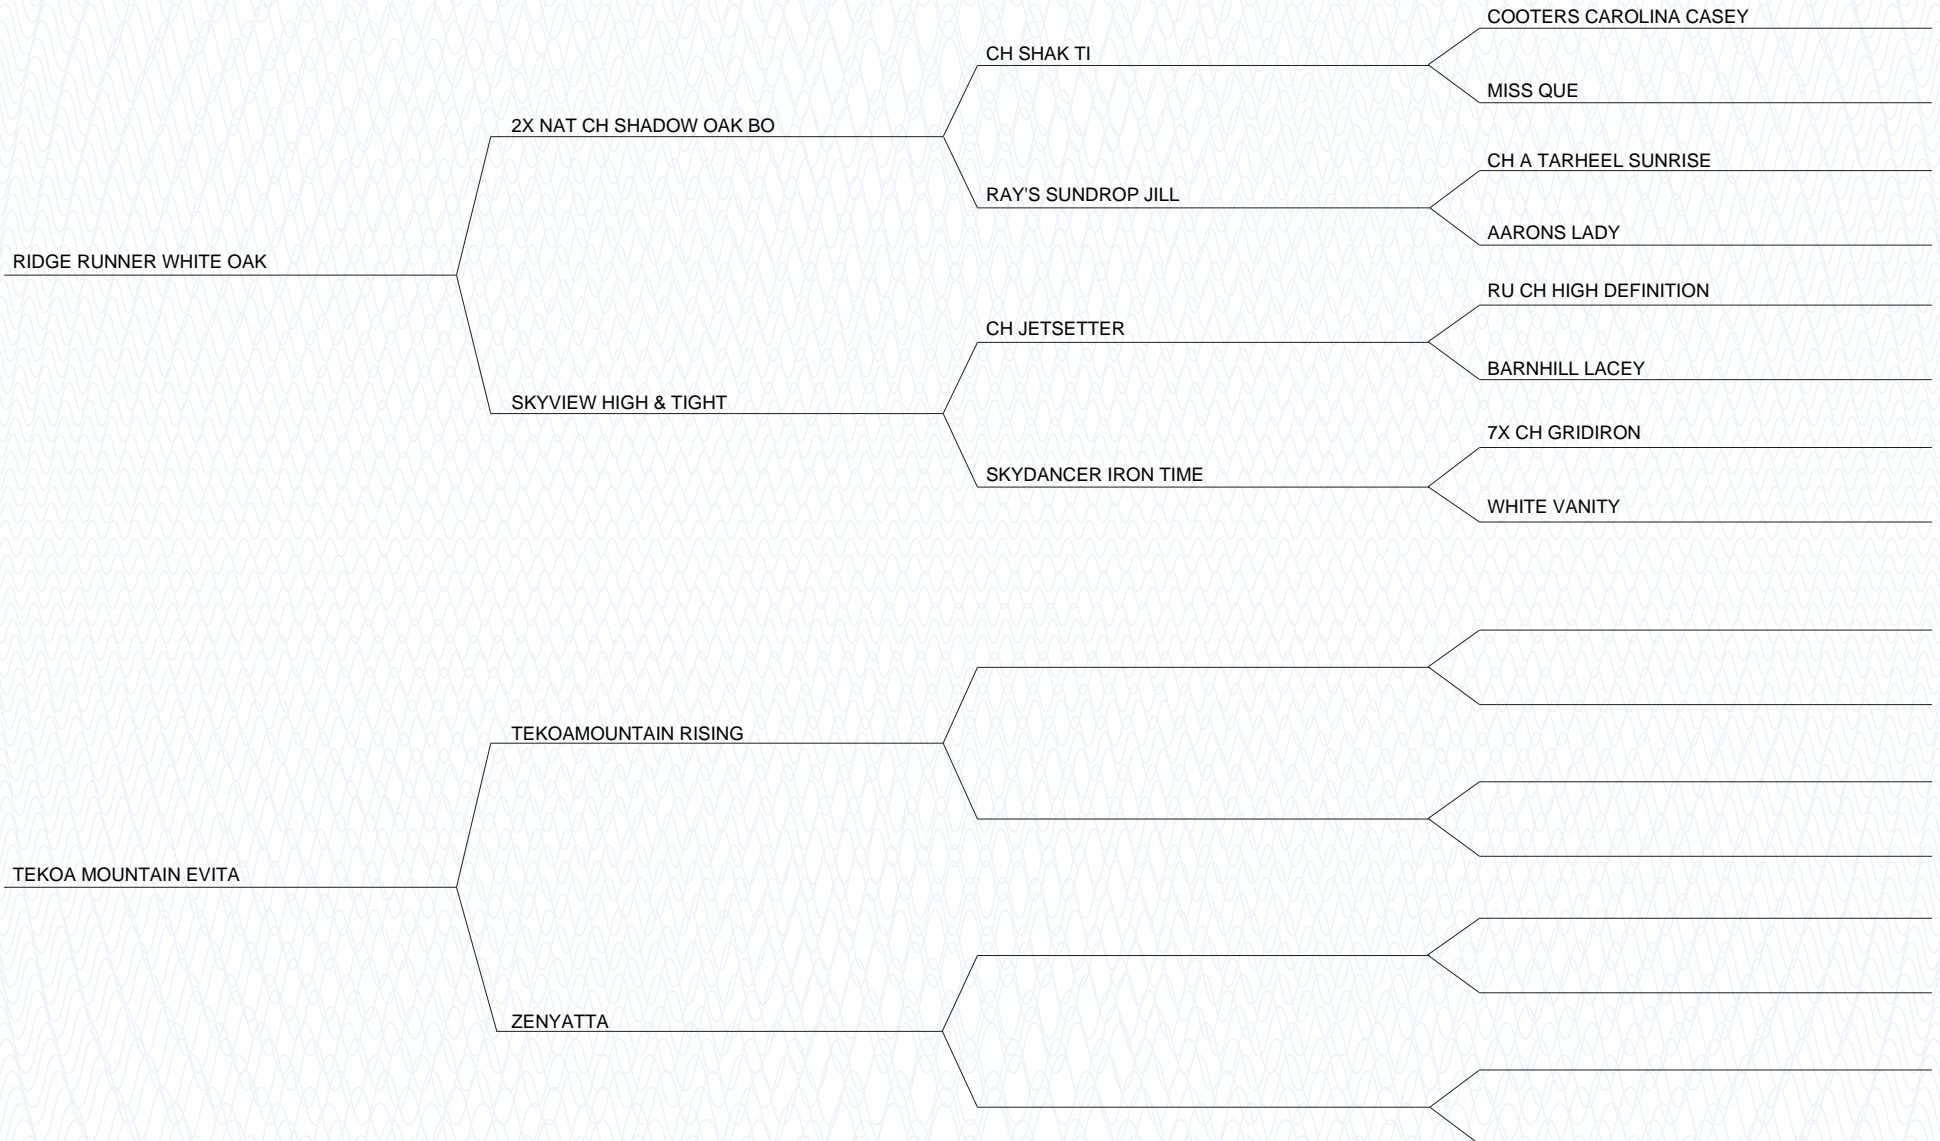 COOTERS CAROLINA CASEY
CH SHAK TI
MISS QUE
2X NAT CH SHADOW OAK BO
CH A TARHEEL SUNRISE
RAY'S SUNDROP JILL
AARONS LADY
RIDGE RUNNER WHITE OAK
RU CH HIGH DEFINITION
CH JETSETTER
BARNHILL LACEY
SKYVIEW HIGH & TIGHT
7X CH GRIDIRON
SKYDANCER IRON TIME
WHITE VANITY
TEKOAMOUNTAIN RISING
TEKOA MOUNTAIN EVITA
ZENYATTA